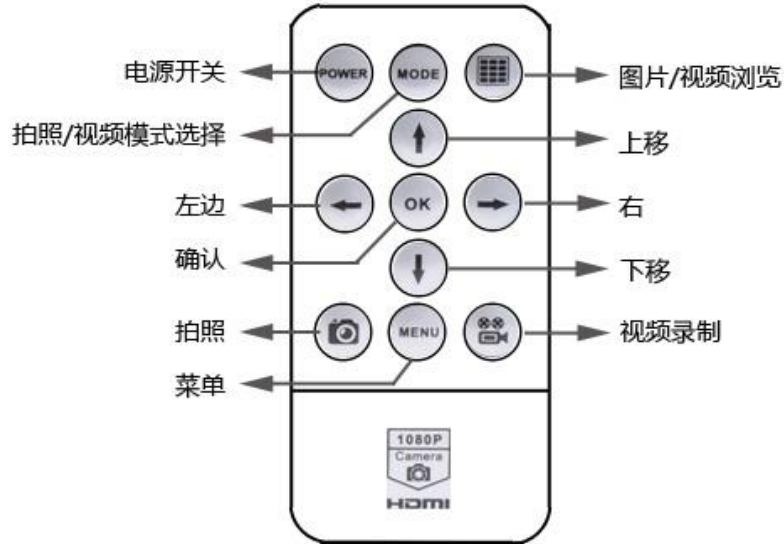 电源开关
POWER
MODE
图片/视频浏览
拍照/视频模式选择
上移
左边
OK
右
确认
下移
拍照
MENU
视频录制
菜单
1080P
Camera
HDMI